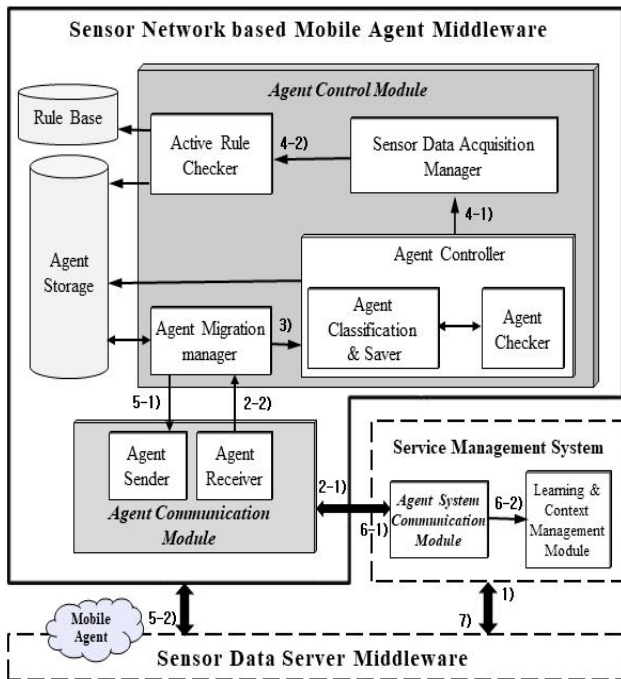 Sensor Network based Mobile Agent Middleware
Agent Control Module
Rule Base
Active Rule
Checker
4-2)
Sensor Data Acquisition
Manager
4-1)
Agent
Storage
Agent Controller
Agent
Classification
& Saver
Agent
Checker
Agent Migration
manager
3)
5-1)
2-2)
Agent
Sender
Agent
Receiver
Agent Communication
Module
2-1)
6-1)
Service Management System
Agent System
Communication
Module
6-2)
Learning &
Context
Management
Module
Mobile
Agent
5-2)
7)
1)
Sensor Data Server Middleware